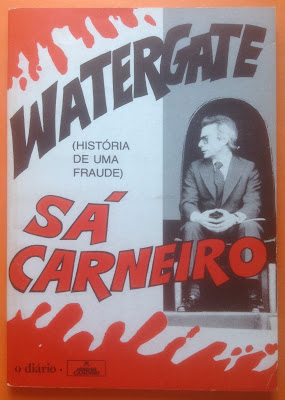 WATERGATE
(HISTÓRIA
DE UMA
FRAUDE)
SÁ
CARNEIRO
o diário -